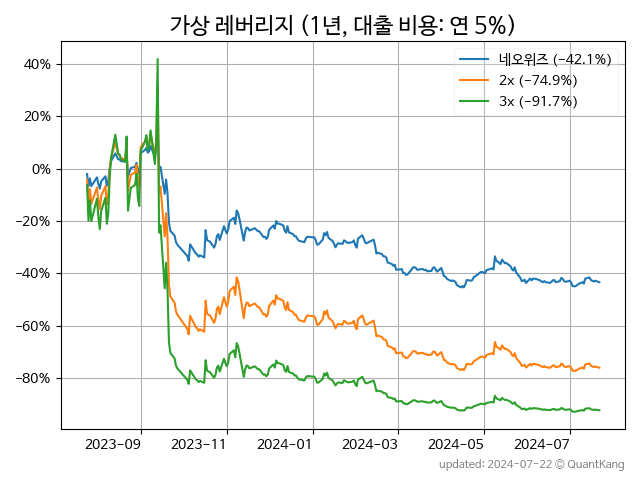 가상 레버리지 (1년, 대출 비용: 연 5%)
네오위즈 (−42.1%)
2x (−74.9%)
3x (−91.7%)
40%
20%
0%
−20%
−40%
−60%
−80%
2023-09 2023-11 2024-01 2024-03 2024-05 2024-07
updated: 2024-07-22 © QuantKang